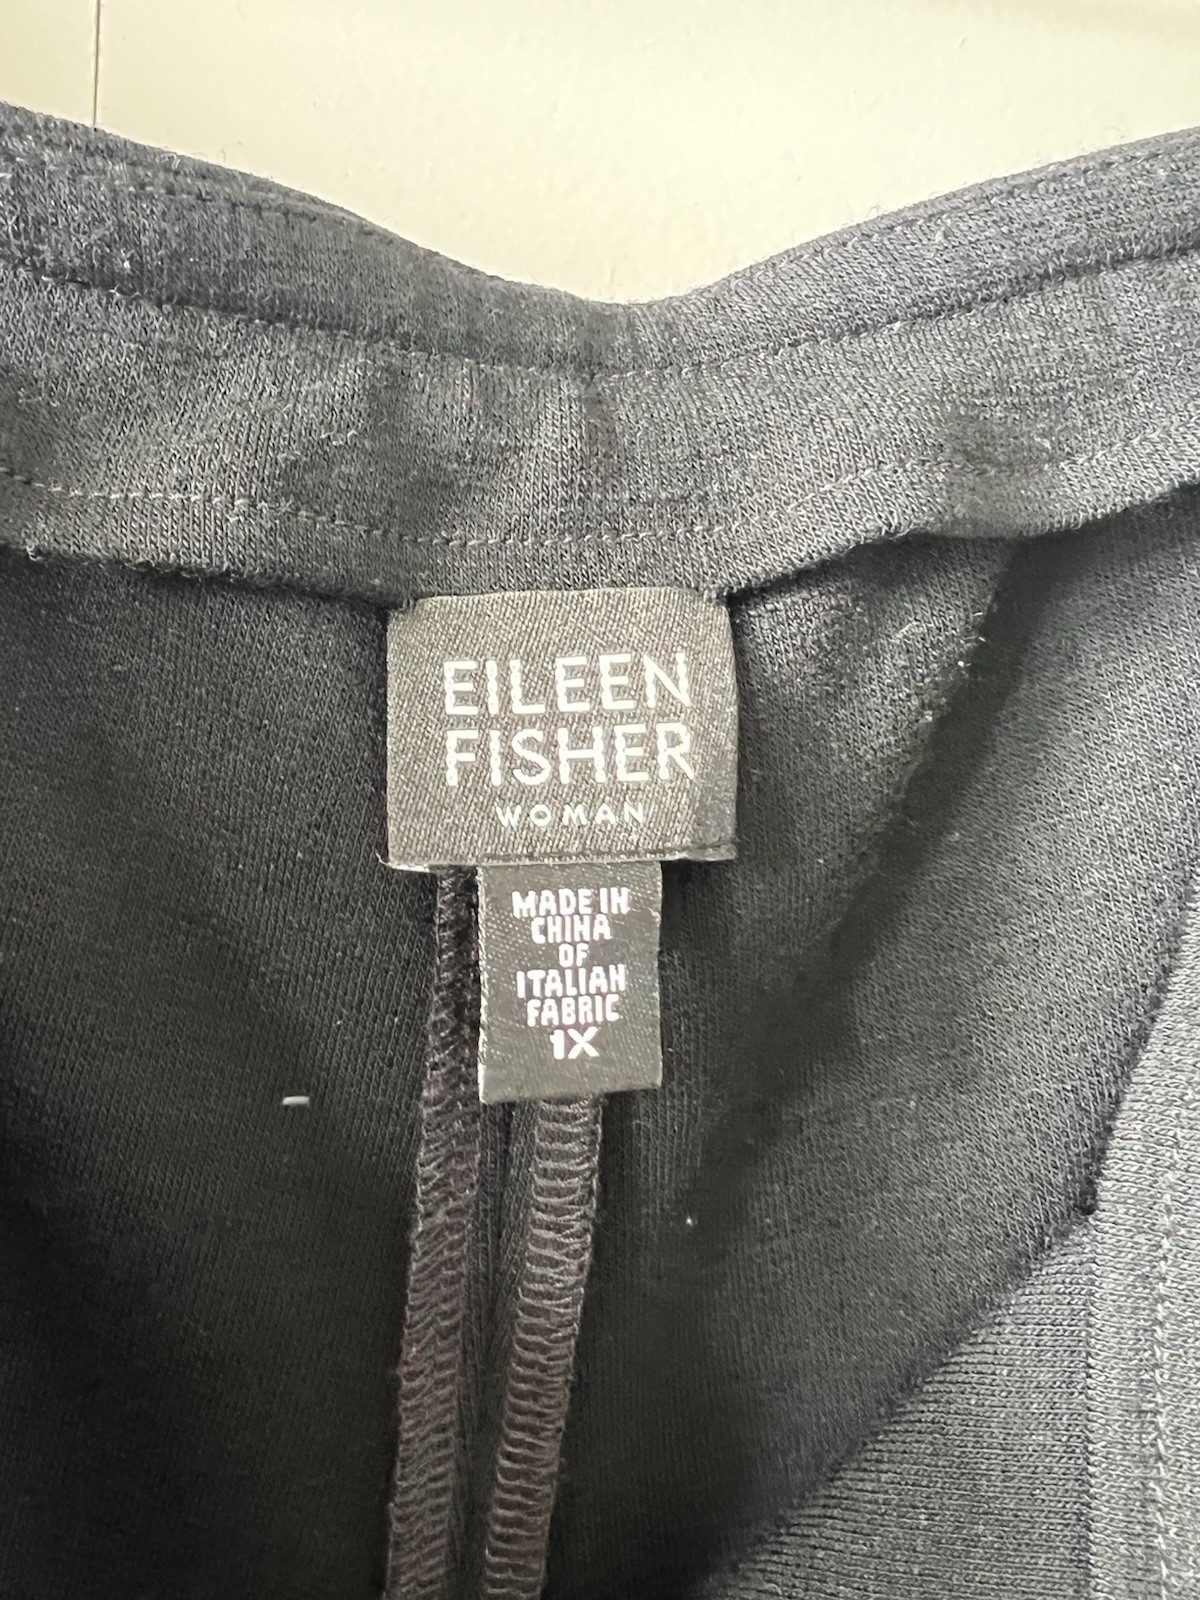 EILEEN
FISHER
WOMAN
MADE IN
CHINA
OF
ITALIAN
FABRIC
1X